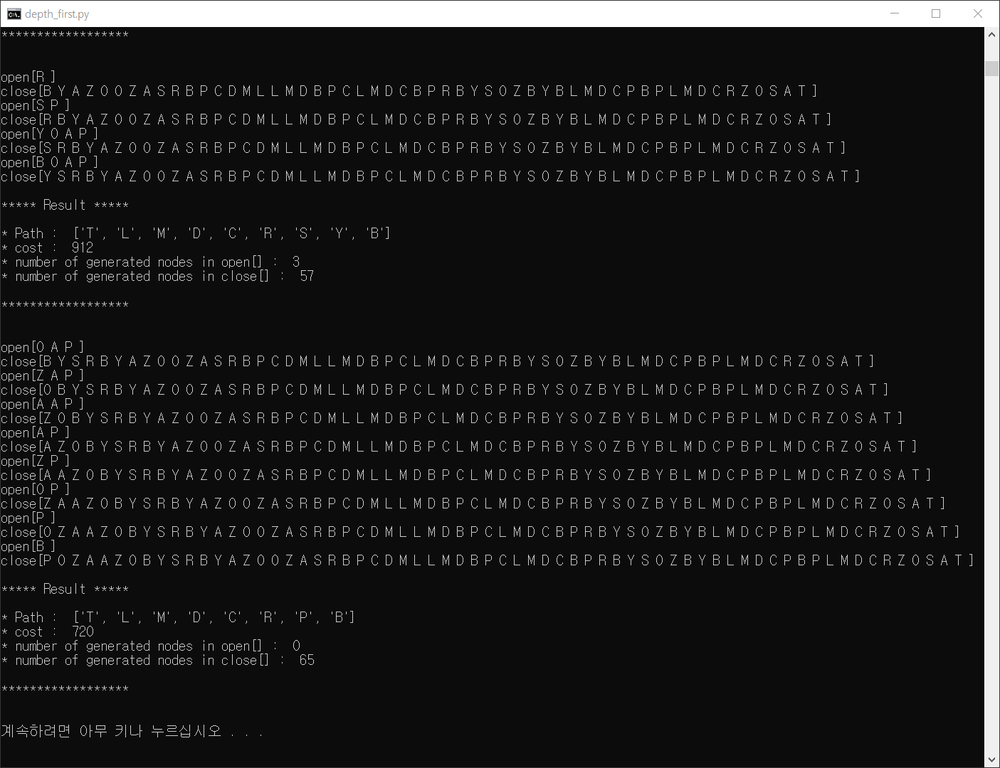 depth_first.py
******************
open[R ]
close[B Y A Z O O Z A S R B P C D M L L M D B P C L M D C B P R B Y S O Z B Y B L M D C P B P L M D C R Z O S A T ]
open[S P ]
close[R B Y A Z O O Z A S R B P C D M L L M D B P C L M D C B P R B Y S O Z B Y B L M D C P B P L M D C R Z O S A T ]
open[Y O A P ]
close[S R B Y A Z O O Z A S R B P C D M L L M D B P C L M D C B P R B Y S O Z B Y B L M D C P B P L M D C R Z O S A T ]
open[B O A P ]
close[Y S R B Y A Z O O Z A S R B P C D M L L M D B P C L M D C B P R B Y S O Z B Y B L M D C P B P L M D C R Z O S A T ]
***** Result *****
* Path :  ['T', 'L', 'M', 'D', 'C', 'R', 'S', 'Y', 'B']
* cost :  912
* number of generated nodes in open[] :  3
* number of generated nodes in close[] :  57
******************
open[O A P ]
close[B Y S R B Y A Z O O Z A S R B P C D M L L M D B P C L M D C B P R B Y S O Z B Y B L M D C P B P L M D C R Z O S A T ]
open[Z A P ]
close[O B Y S R B Y A Z O O Z A S R B P C D M L L M D B P C L M D C B P R B Y S O Z B Y B L M D C P B P L M D C R Z O S A T ]
open[A A P ]
close[Z O B Y S R B Y A Z O O Z A S R B P C D M L L M D B P C L M D C B P R B Y S O Z B Y B L M D C P B P L M D C R Z O S A T ]
open[A P ]
close[A Z O B Y S R B Y A Z O O Z A S R B P C D M L L M D B P C L M D C B P R B Y S O Z B Y B L M D C P B P L M D C R Z O S A T ]
open[Z P ]
close[A A Z O B Y S R B Y A Z O O Z A S R B P C D M L L M D B P C L M D C B P R B Y S O Z B Y B L M D C P B P L M D C R Z O S A T ]
open[O P ]
close[Z A A Z O B Y S R B Y A Z O O Z A S R B P C D M L L M D B P C L M D C B P R B Y S O Z B Y B L M D C P B P L M D C R Z O S A T ]
open[P ]
close[O Z A A Z O B Y S R B Y A Z O O Z A S R B P C D M L L M D B P C L M D C B P R B Y S O Z B Y B L M D C P B P L M D C R Z O S A T ]
open[B ]
close[P O Z A A Z O B Y S R B Y A Z O O Z A S R B P C D M L L M D B P C L M D C B P R B Y S O Z B Y B L M D C P B P L M D C R Z O S A T ]
***** Result *****
* Path :  ['T', 'L', 'M', 'D', 'C', 'R', 'P', 'B']
* cost :  720
* number of generated nodes in open[] :  0
* number of generated nodes in close[] :  65
******************
계속하려면 아무 키나 누르십시오 . . .